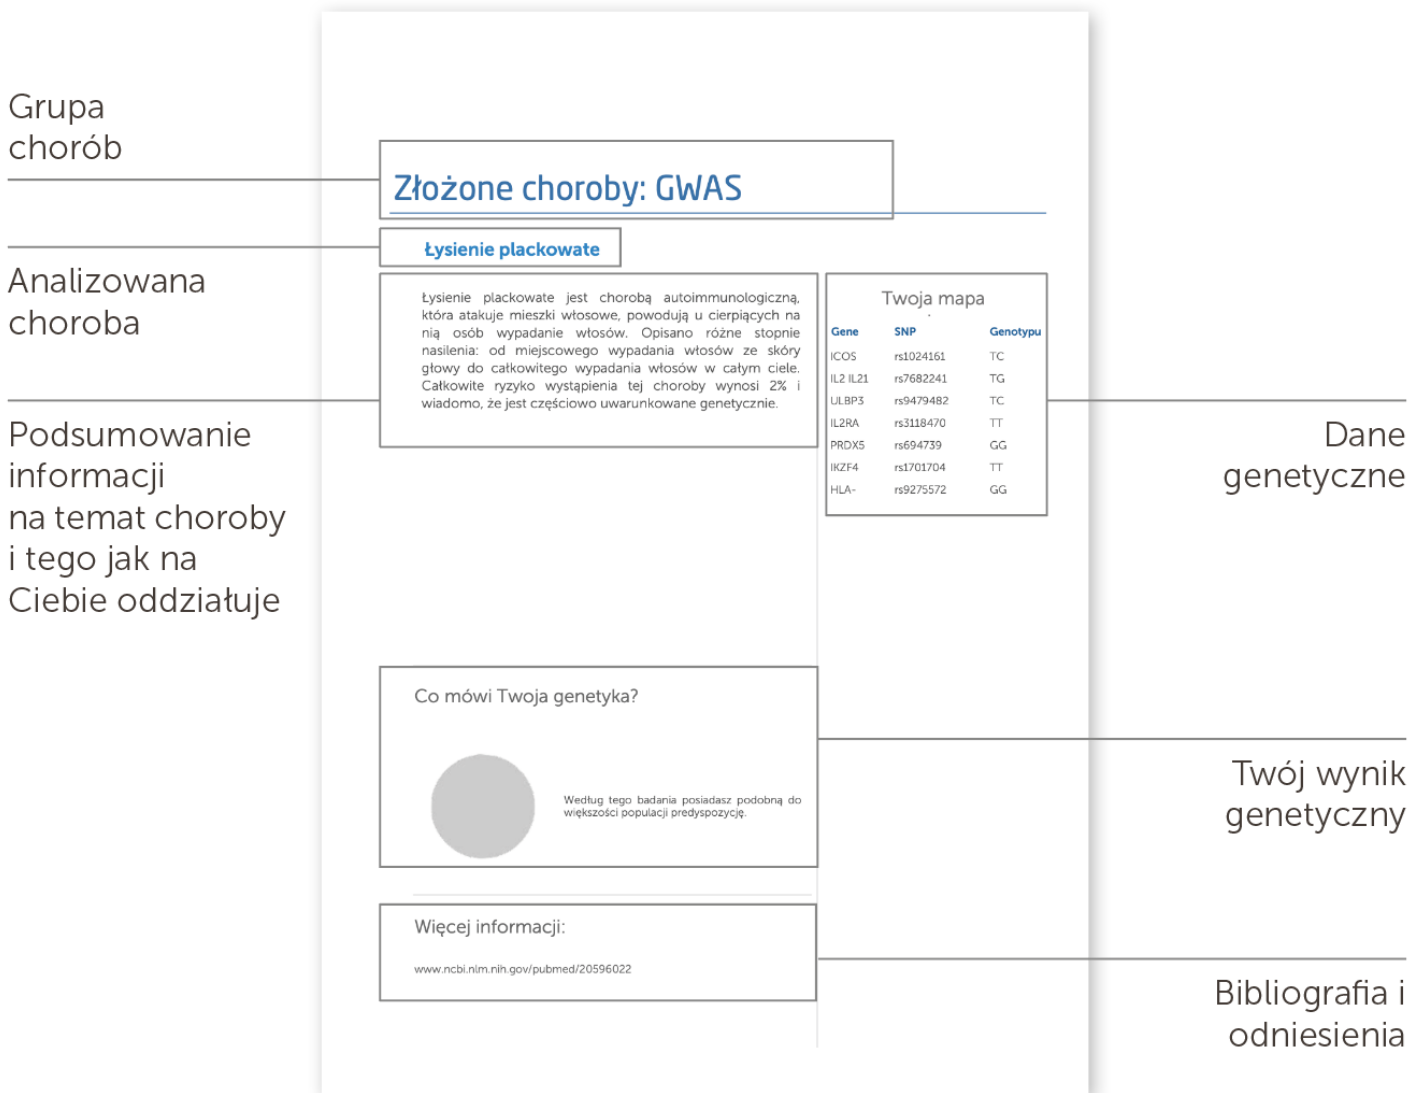 Grupa
chorób
Złożone choroby: GWAS
Łysienie plackowate
Analizowana
choroba
Łysienie plackowate jest chorobą autoimmunologiczną,
która atakuje mieszki włosowe, powodują u cierpiących na
nią osób wypadanie włosów. Opisano różne stopnie
nasilenia: od miejscowego wypadania włosów ze skóry
głowy do całkowitego wypadania włosów w całym ciele.
Całkowite ryzyko wystąpienia tej choroby wynosi 2% i
wiadomo, że jest częściowo uwarunkowane genetycznie.
Twoja mapa
Gene SNP Genotypu
ICOS rs1024161 TC
IL2 IL21 rs7682241 TG
ULBP3 rs9479482 TC
IL2RA rs3118470 TT
PRDX5 rs694739 GG
IKZF4 rs1701704 TT
HLA- rs9275572 GG
Podsumowanie
informacji
na temat choroby
i tego jak na
Ciebie oddziałuje
Dane
genetyczne
Co mówi Twoja genetyka?
Według tego badania posiadasz podobną do
większości populacji predyspozycję.
Twój wynik
genetyczny
Więcej informacji:
www.ncbi.nlm.nih.gov/pubmed/20596022
Bibliografia i
odniesienia